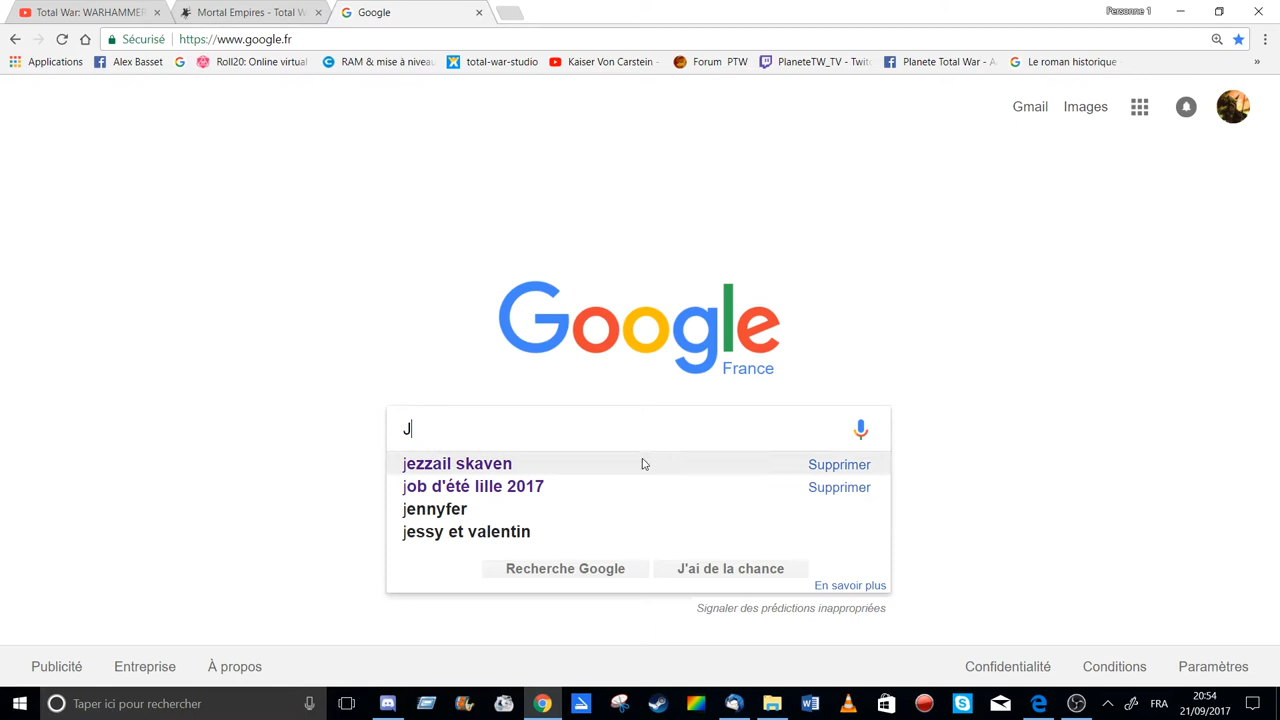 Total War: WARHAMMER
Mortal Empires - Total W
Google
Personne 1
Sécurisé
https://www.google.fr
Applications
Alex Basset
Roll20: Online virtual
RAM & mise à niveau
total-war-studio
Kaiser Von Carstein -
Forum PTW
PlaneteTW_TV - Twitc
Planete Total War - A
Le roman historique -
Gmail
Images
Google
France
J
jezzail skaven
Supprimer
job d'été lille 2017
Supprimer
jennyfer
jessy et valentin
Recherche Google
J'ai de la chance
En savoir plus
Signaler des prédictions inappropriées
Publicité
Entreprise
À propos
Confidentialité
Conditions
Paramètres
Taper ici pour rechercher
FRA
20:54
21/09/2017